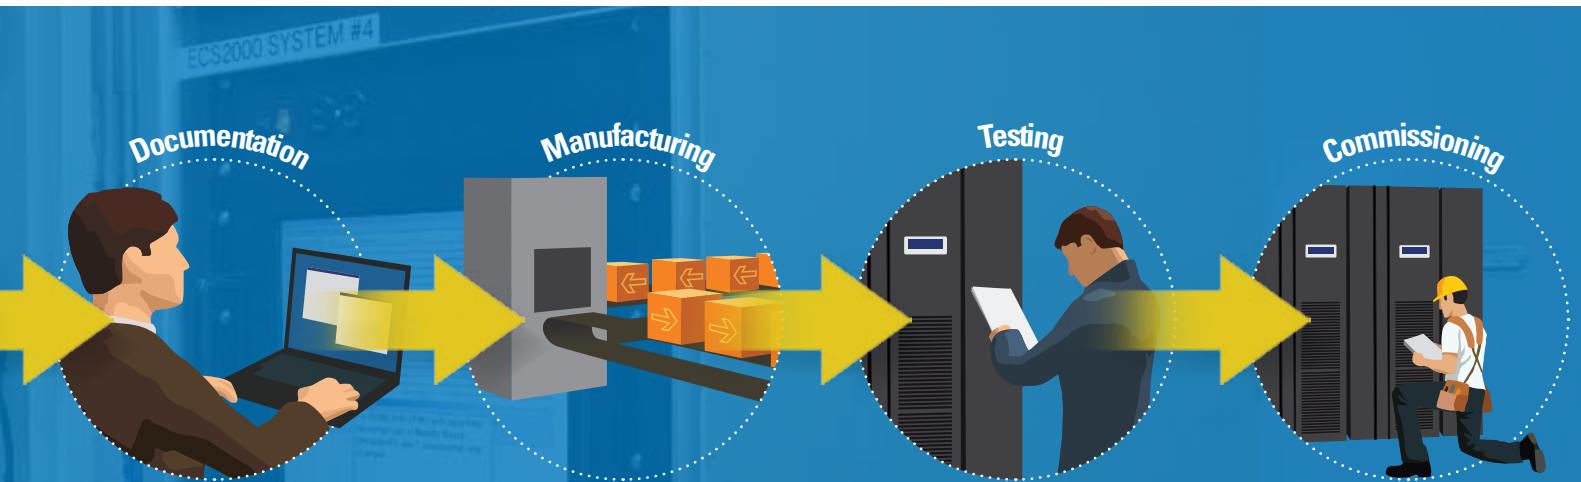 ECS2000 SYSTEM #4
Documentation
Manufacturing
Testing
Commissioning